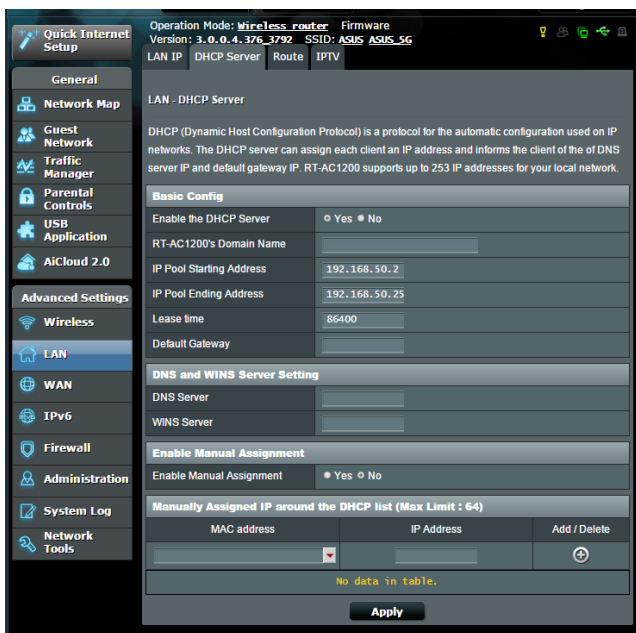 Quick Internet
Setup
General
Network Map
Guest
Network
Traffic
Manager
Parental
Controls
USB
Application
AiCloud 2.0
Advanced Settings
Wireless
LAN
WAN
IPv6
Firewall
Administration
System Log
Network
Tools
Operation Mode: Wireless router Firmware
Version: 3.0.0.4.376_3792 SSID: ASUS ASUS_5G
LAN IP DHCP Server Route IPTV
LAN - DHCP Server
DHCP (Dynamic Host Configuration Protocol) is a protocol for the automatic configuration used on IP
networks. The DHCP server can assign each client an IP address and informs the client of the of DNS
server IP and default gateway IP. RT-AC1200 supports up to 253 IP addresses for your local network.
Basic Config
Enable the DHCP Server Yes No
RT-AC1200's Domain Name
IP Pool Starting Address 192.168.50.2
IP Pool Ending Address 192.168.50.25
Lease time 86400
Default Gateway
DNS and WINS Server Setting
DNS Server
WINS Server
Enable Manual Assignment
Enable Manual Assignment Yes No
Manually Assigned IP around the DHCP list (Max Limit : 64)
MAC address IP Address Add / Delete
No data in table.
Apply